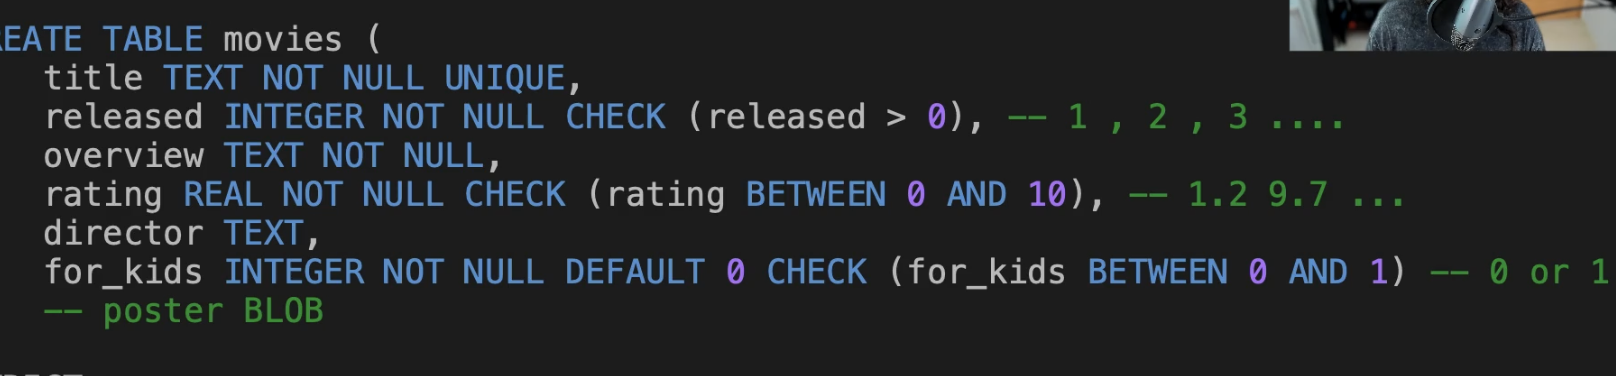 REATE TABLE movies (
title TEXT NOT NULL UNIQUE,
released INTEGER NOT NULL CHECK (released > 0), -- 1 , 2 , 3 ....
overview TEXT NOT NULL,
rating REAL NOT NULL CHECK (rating BETWEEN 0 AND 10), -- 1.2 9.7 ...
director TEXT,
for_kids INTEGER NOT NULL DEFAULT 0 CHECK (for_kids BETWEEN 0 AND 1) -- 0 or 1
-- poster BLOB